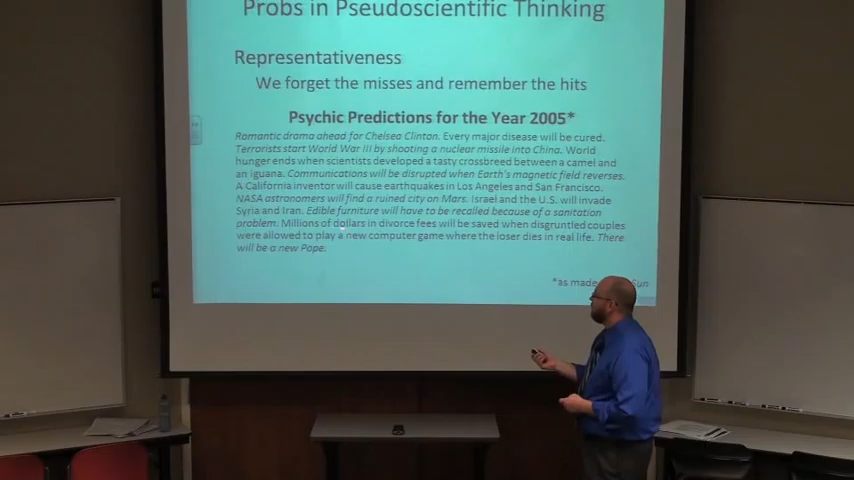 Probs in Pseudoscientific Thinking
Representativeness
We forget the misses and remember the hits
Psychic Predictions for the Year 2005*
Romantic drama ahead for Chelsea Clinton. Every major disease will be cured.
Terrorists start World War III by shooting a nuclear missile into China. World
hunger ends when scientists developed a tasty crossbreed between a camel and
an iguana. Communications will be disrupted when Earth's magnetic field reverses.
A California inventor will cause earthquakes in Los Angeles and San Francisco.
NASA astronomers will find a ruined city on Mars. Israel and the U.S. will invade
Syria and Iran. Edible furniture will have to be recalled because of a sanitation
problem. Millions of dollars in divorce fees will be saved when disgruntled couples
were allowed to play a new computer game where the loser dies in real life. There
will be a new Pope.
*as made Sun